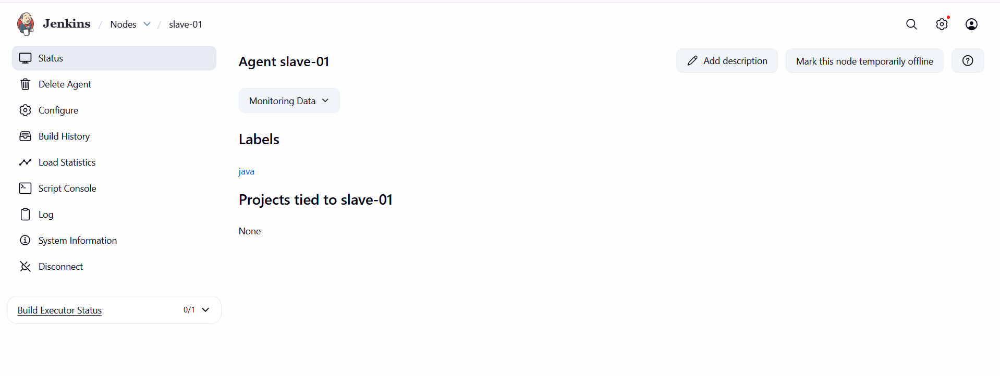 Jenkins / Nodes / slave-01
Status
Delete Agent
Configure
Build History
Load Statistics
Script Console
Log
System Information
Disconnect
Build Executor Status 0/1
Agent slave-01
Add description
Mark this node temporarily offline
Monitoring Data
Labels
java
Projects tied to slave-01
None